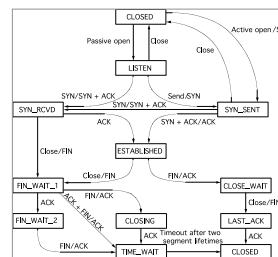 CLOSED
Active open /S
Passive open
Close
Close
LISTEN
SYN/SYN + ACK
Send/SYN
SYN_RCVD
SYN/SYN + ACK
SYN_SENT
ACK
SYN + ACK/ACK
Close/FIN
ESTABLISHED
Close/FIN
FIN/ACK
FIN_WAIT_1
CLOSE_WAIT
FIN/ACK
ACK
ACK + FIN/ACK
Close/FI
FIN_WAIT_2
CLOSING
LAST_ACK
ACK
Timeout after two
segment lifetimes
ACK
FIN/ACK
TIME_WAIT
CLOSED